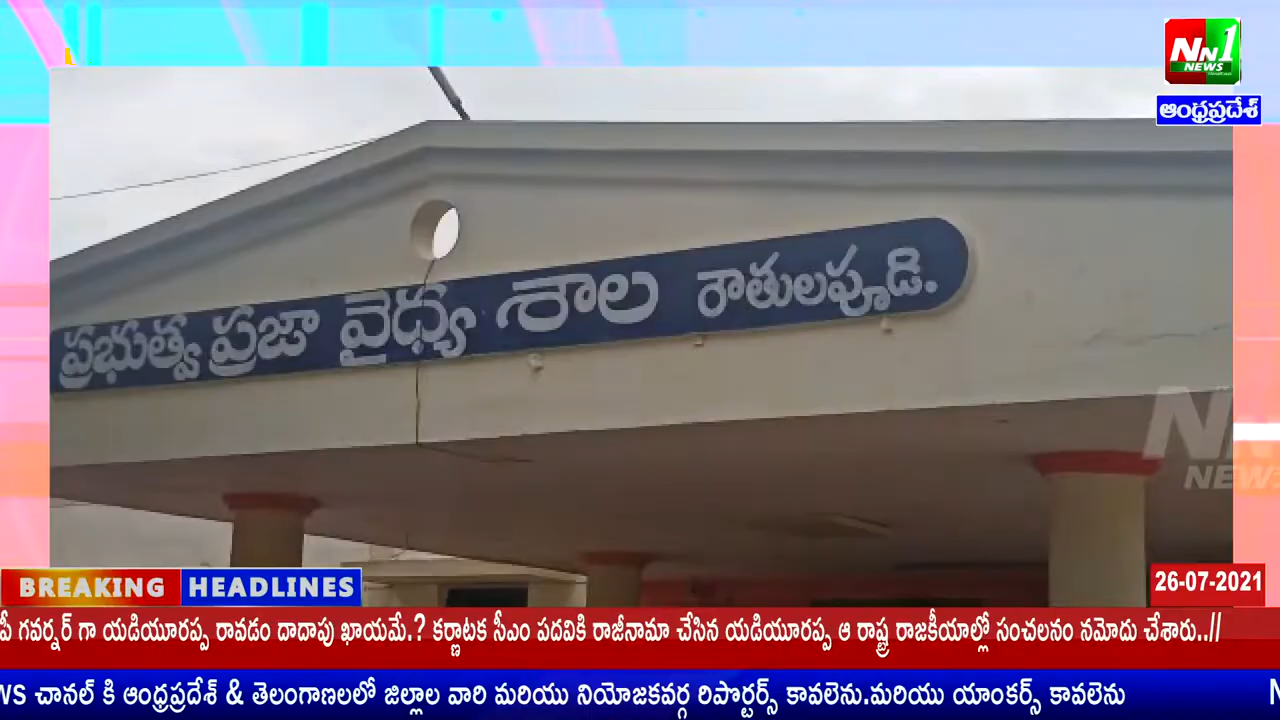 NN1
NEWS
ఆంధ్రప్రదేశ్
ప్రభుత్వ ప్రజా వైధ్య శాల రౌతులపూడి.
NEWS
BREAKING HEADLINES
26-07-2021
పీ గవర్నర్ గా యడియూరప్ప రావడం దాదాపు ఖాయమే.? కర్ణాటక సీఎం పదవికి రాజీనామా చేసిన యడియూరప్ప ఆ రాష్ట్ర రాజకీయాల్లో సంచలనం నమోదు చేశారు..//
ws చానల్ కి ఆంధ్రప్రదేశ్ & తెలంగాణలలో జిల్లాల వారి మరియు నియోజకవర్గ రిపొర్టర్స్ కావలెను.మరియు యాంకర్స్ కావలెను